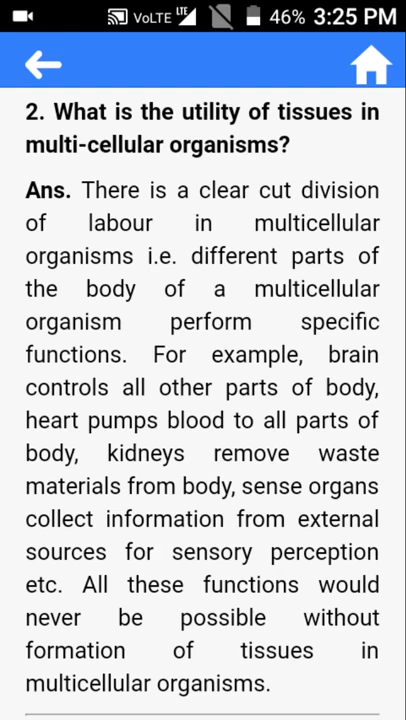 VoLTE LTE 46% 3:25 PM
2. What is the utility of tissues in
multi-cellular organisms?
Ans. There is a clear cut division
of labour in multicellular
organisms i.e. different parts of
the body of a multicellular
organism perform specific
functions. For example, brain
controls all other parts of body,
heart pumps blood to all parts of
body, kidneys remove waste
materials from body, sense organs
collect information from external
sources for sensory perception
etc. All these functions would
never be possible without
formation of tissues in
multicellular organisms.